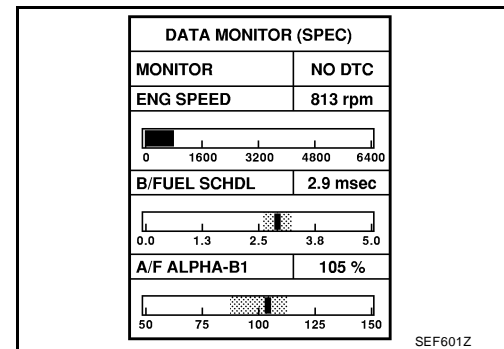 DATA MONITOR (SPEC)
MONITOR NO DTC
ENG SPEED 813 rpm
0 1600 3200 4800 6400
B/FUEL SCHDL 2.9 msec
0.0 1.3 2.5 3.8 5.0
A/F ALPHA-B1 105 %
50 75 100 125 150
SEF601Z